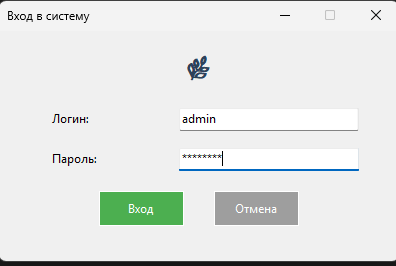 Вход в систему
Логин: admin
Пароль: ********
Вход Отмена